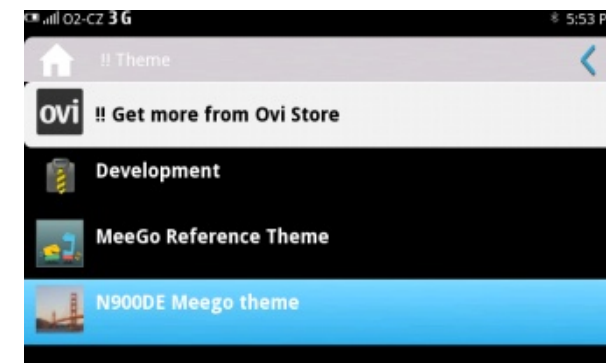 O2-CZ 3G
5:53 P
!! Theme
ovi
!! Get more from Ovi Store
Development
MeeGo Reference Theme
N900DE Meego theme